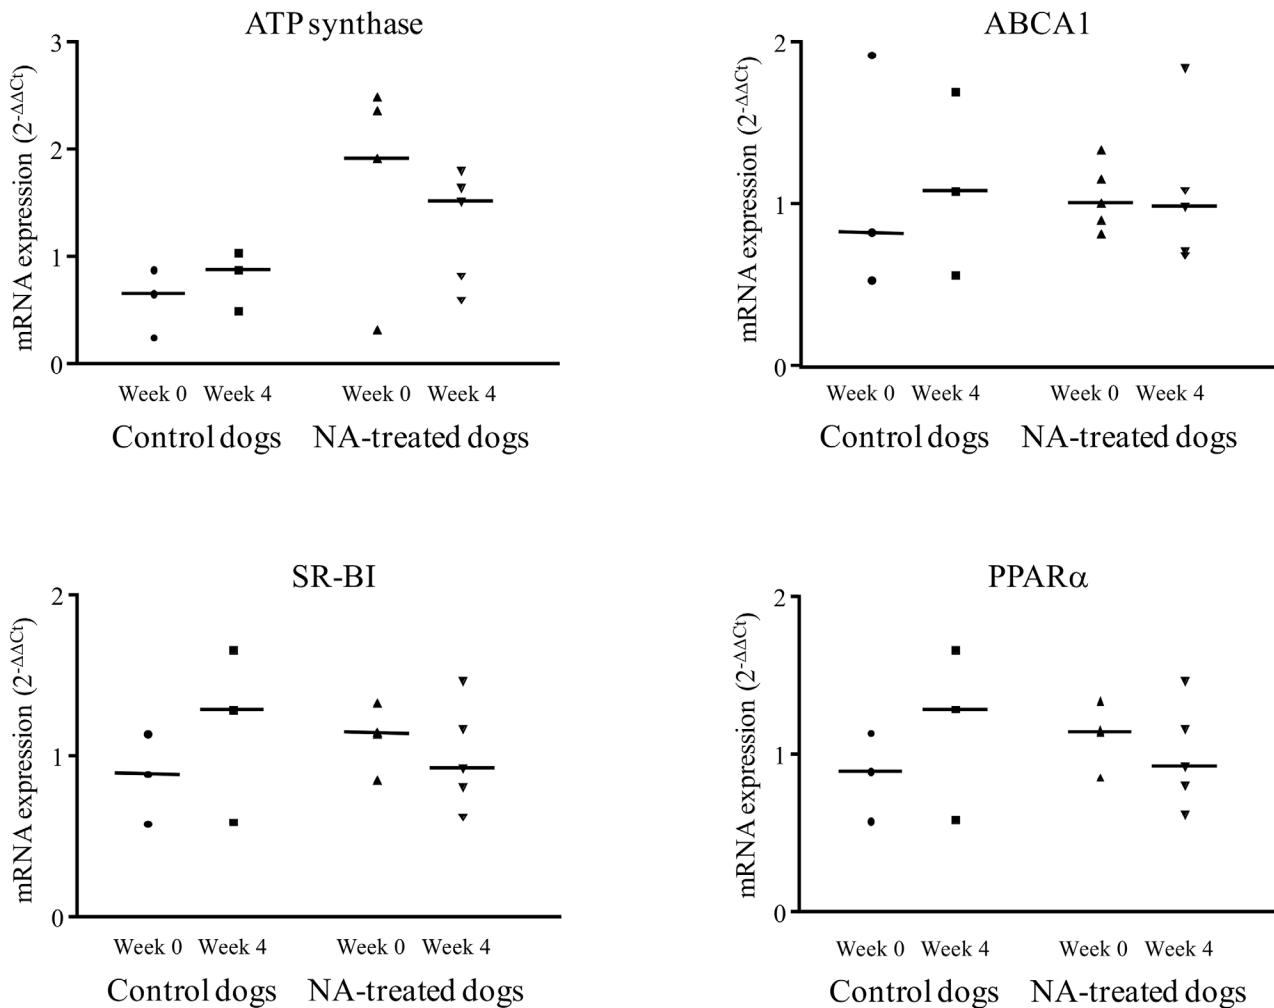 ATP synthase
mRNA expression (2-ΔΔCt)
3
2
1
0
Week 0 Week 4 Week 0 Week 4
Control dogs NA-treated dogs
ABCA1
mRNA expression (2-ΔΔCt)
2
1
0
Week 0 Week 4 Week 0 Week 4
Control dogs NA-treated dogs
SR-BI
mRNA expression (2-ΔΔCt)
2
1
0
Week 0 Week 4 Week 0 Week 4
Control dogs NA-treated dogs
PPARα
mRNA expression (2-ΔΔCt)
2
1
0
Week 0 Week 4 Week 0 Week 4
Control dogs NA-treated dogs